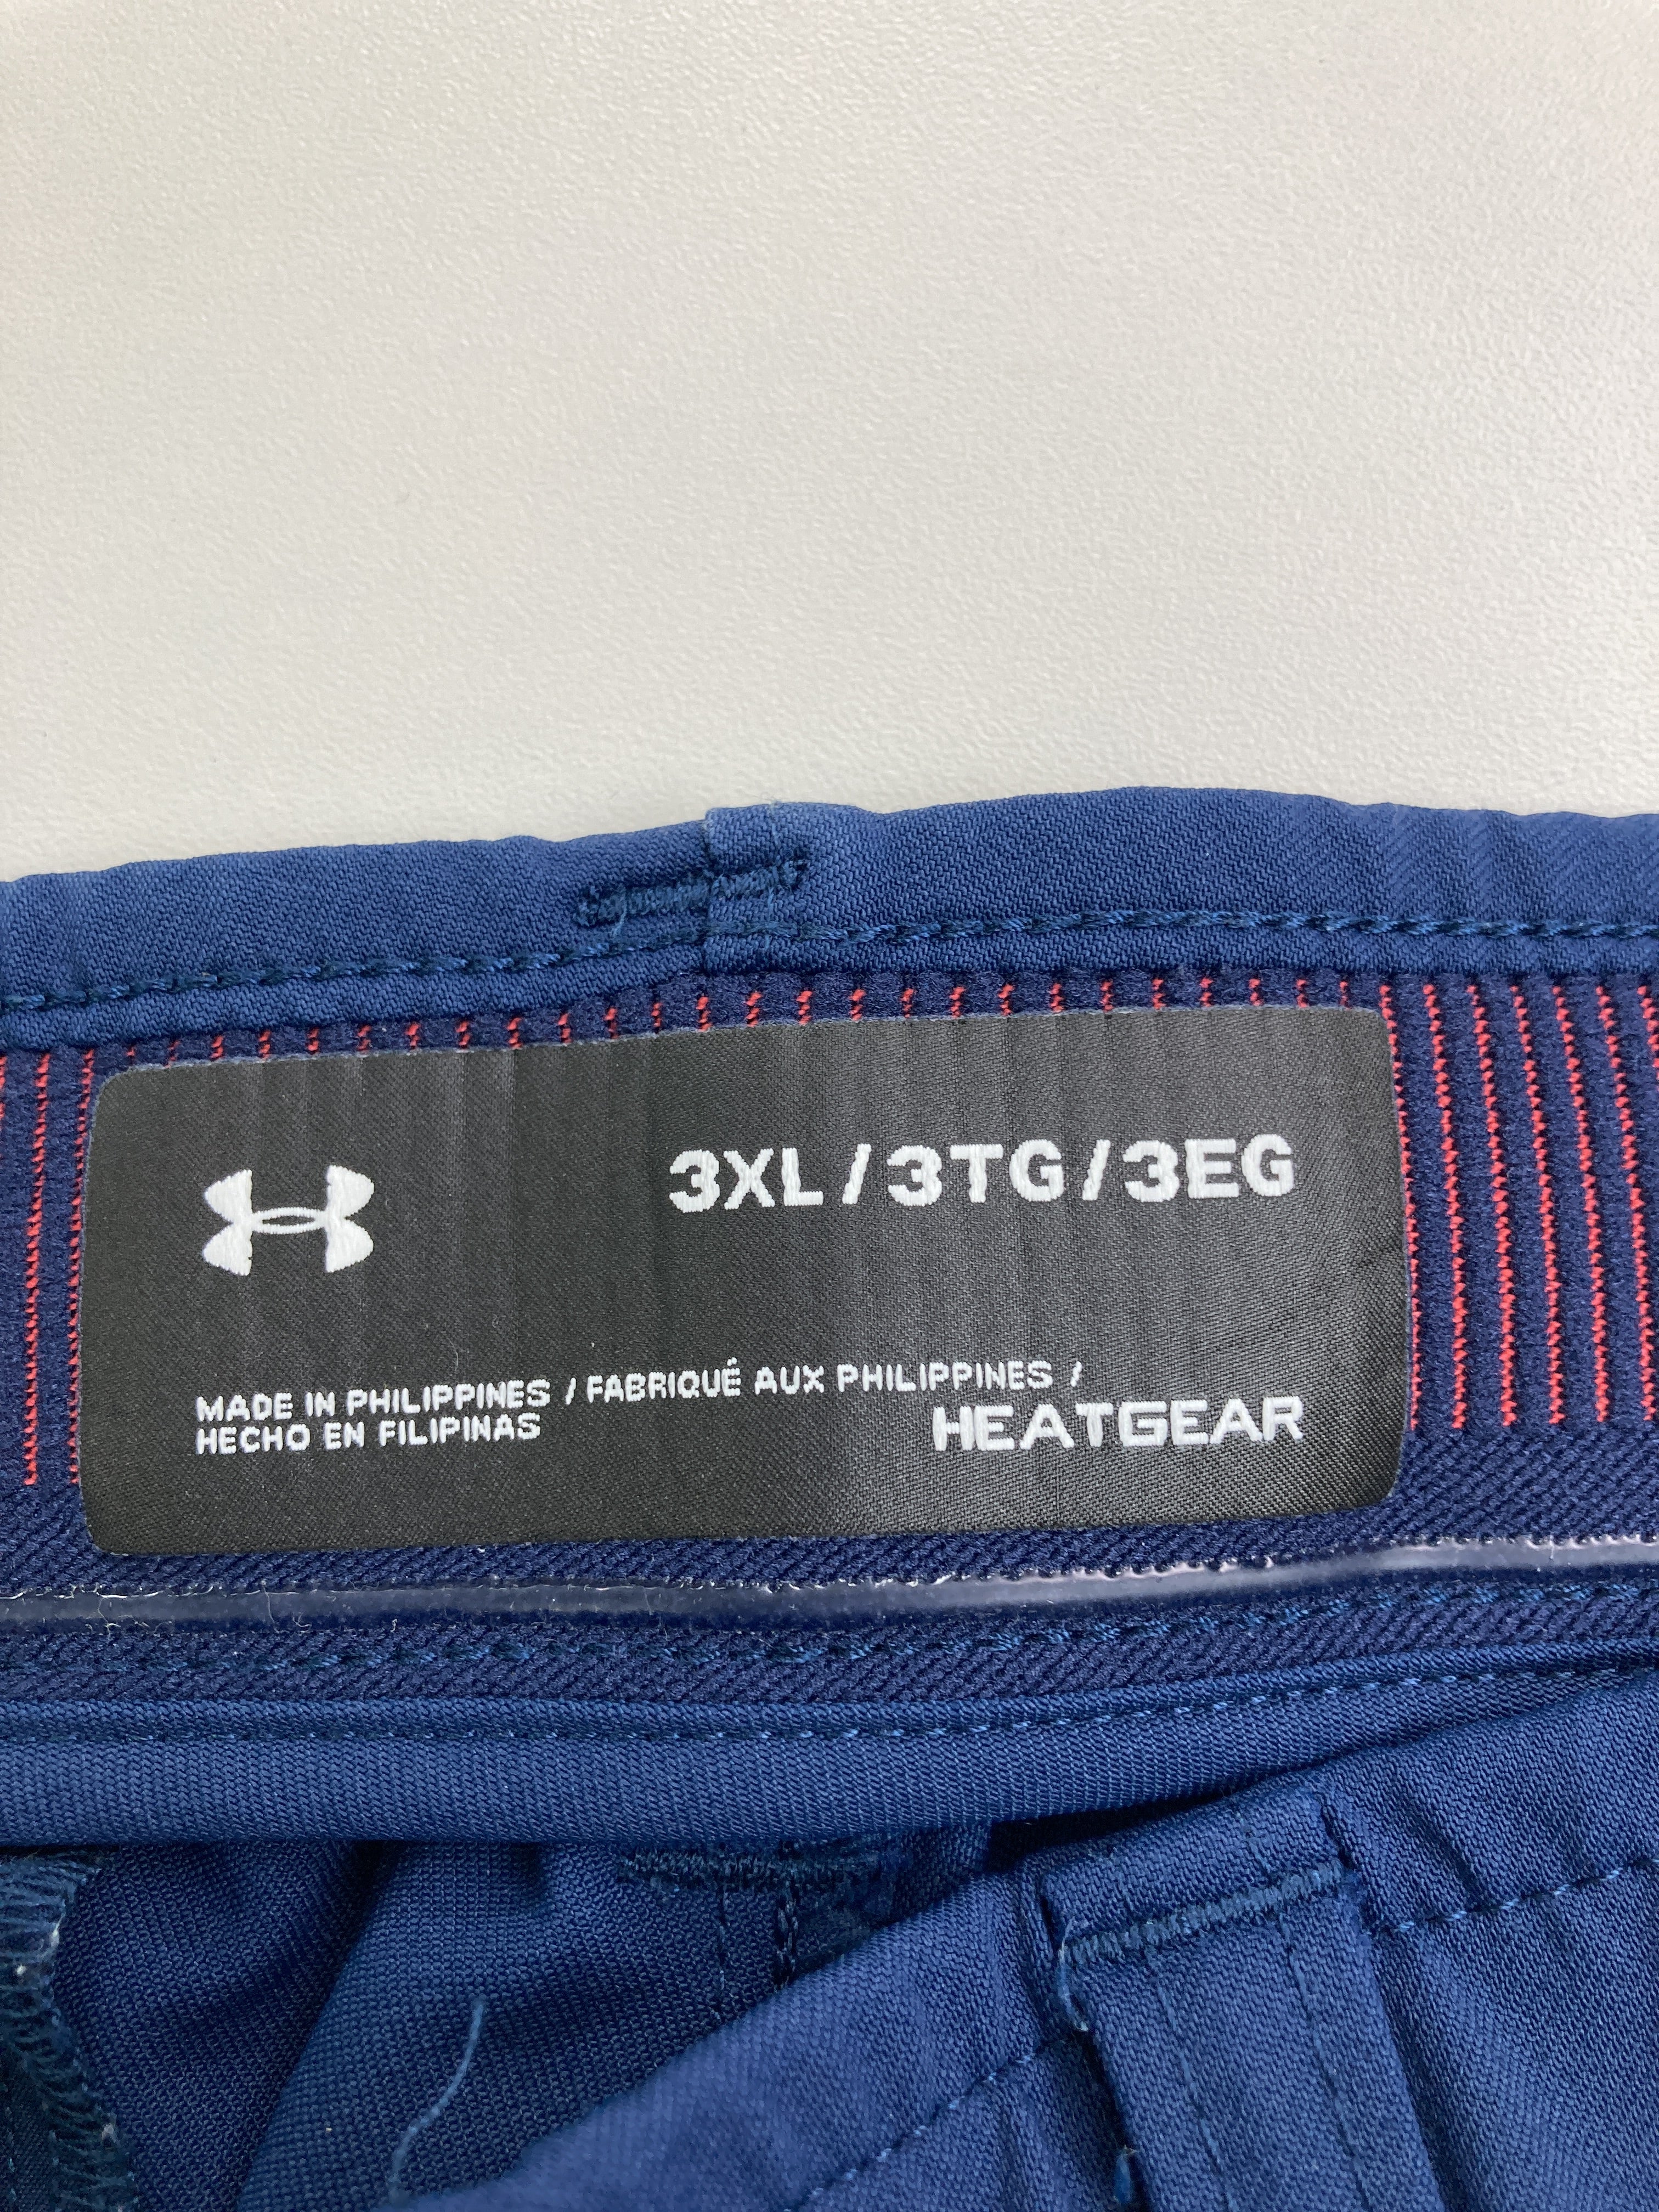 3XL / 3TG / 3EG
MADE IN PHILIPPINES / FABRIQUÉ AUX PHILIPPINES /
HECHO EN FILIPINAS
HEATGEAR